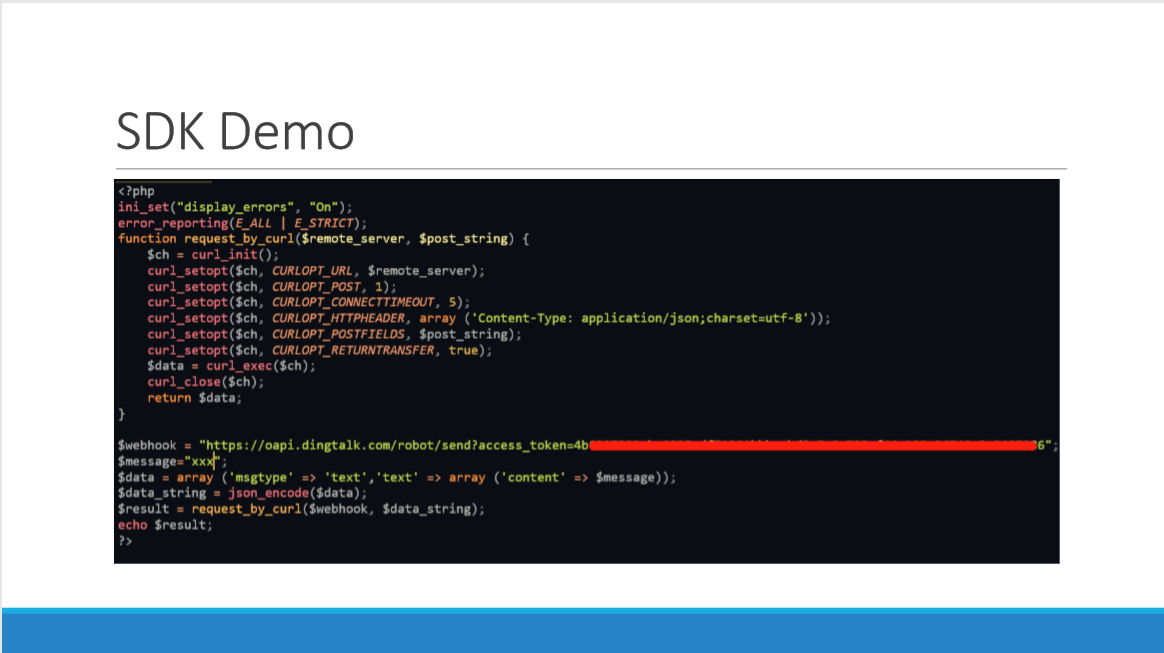 SDK Demo
<?php
ini_set("display_errors", "On");
error_reporting(E_ALL | E_STRICT);
function request_by_curl($remote_server, $post_string) {
    $ch = curl_init();
    curl_setopt($ch, CURLOPT_URL, $remote_server);
    curl_setopt($ch, CURLOPT_POST, 1);
    curl_setopt($ch, CURLOPT_CONNECTTIMEOUT, 5);
    curl_setopt($ch, CURLOPT_HTTPHEADER, array ('Content-Type: application/json;charset=utf-8'));
    curl_setopt($ch, CURLOPT_POSTFIELDS, $post_string);
    curl_setopt($ch, CURLOPT_RETURNTRANSFER, true);
    $data = curl_exec($ch);
    curl_close($ch);
    return $data;
}
$webhook = "https://oapi.dingtalk.com/robot/send?access_token=4b 6";
$message="xxx";
$data = array ('msgtype' => 'text','text' => array ('content' => $message));
$data_string = json_encode($data);
$result = request_by_curl($webhook, $data_string);
echo $result;
?>